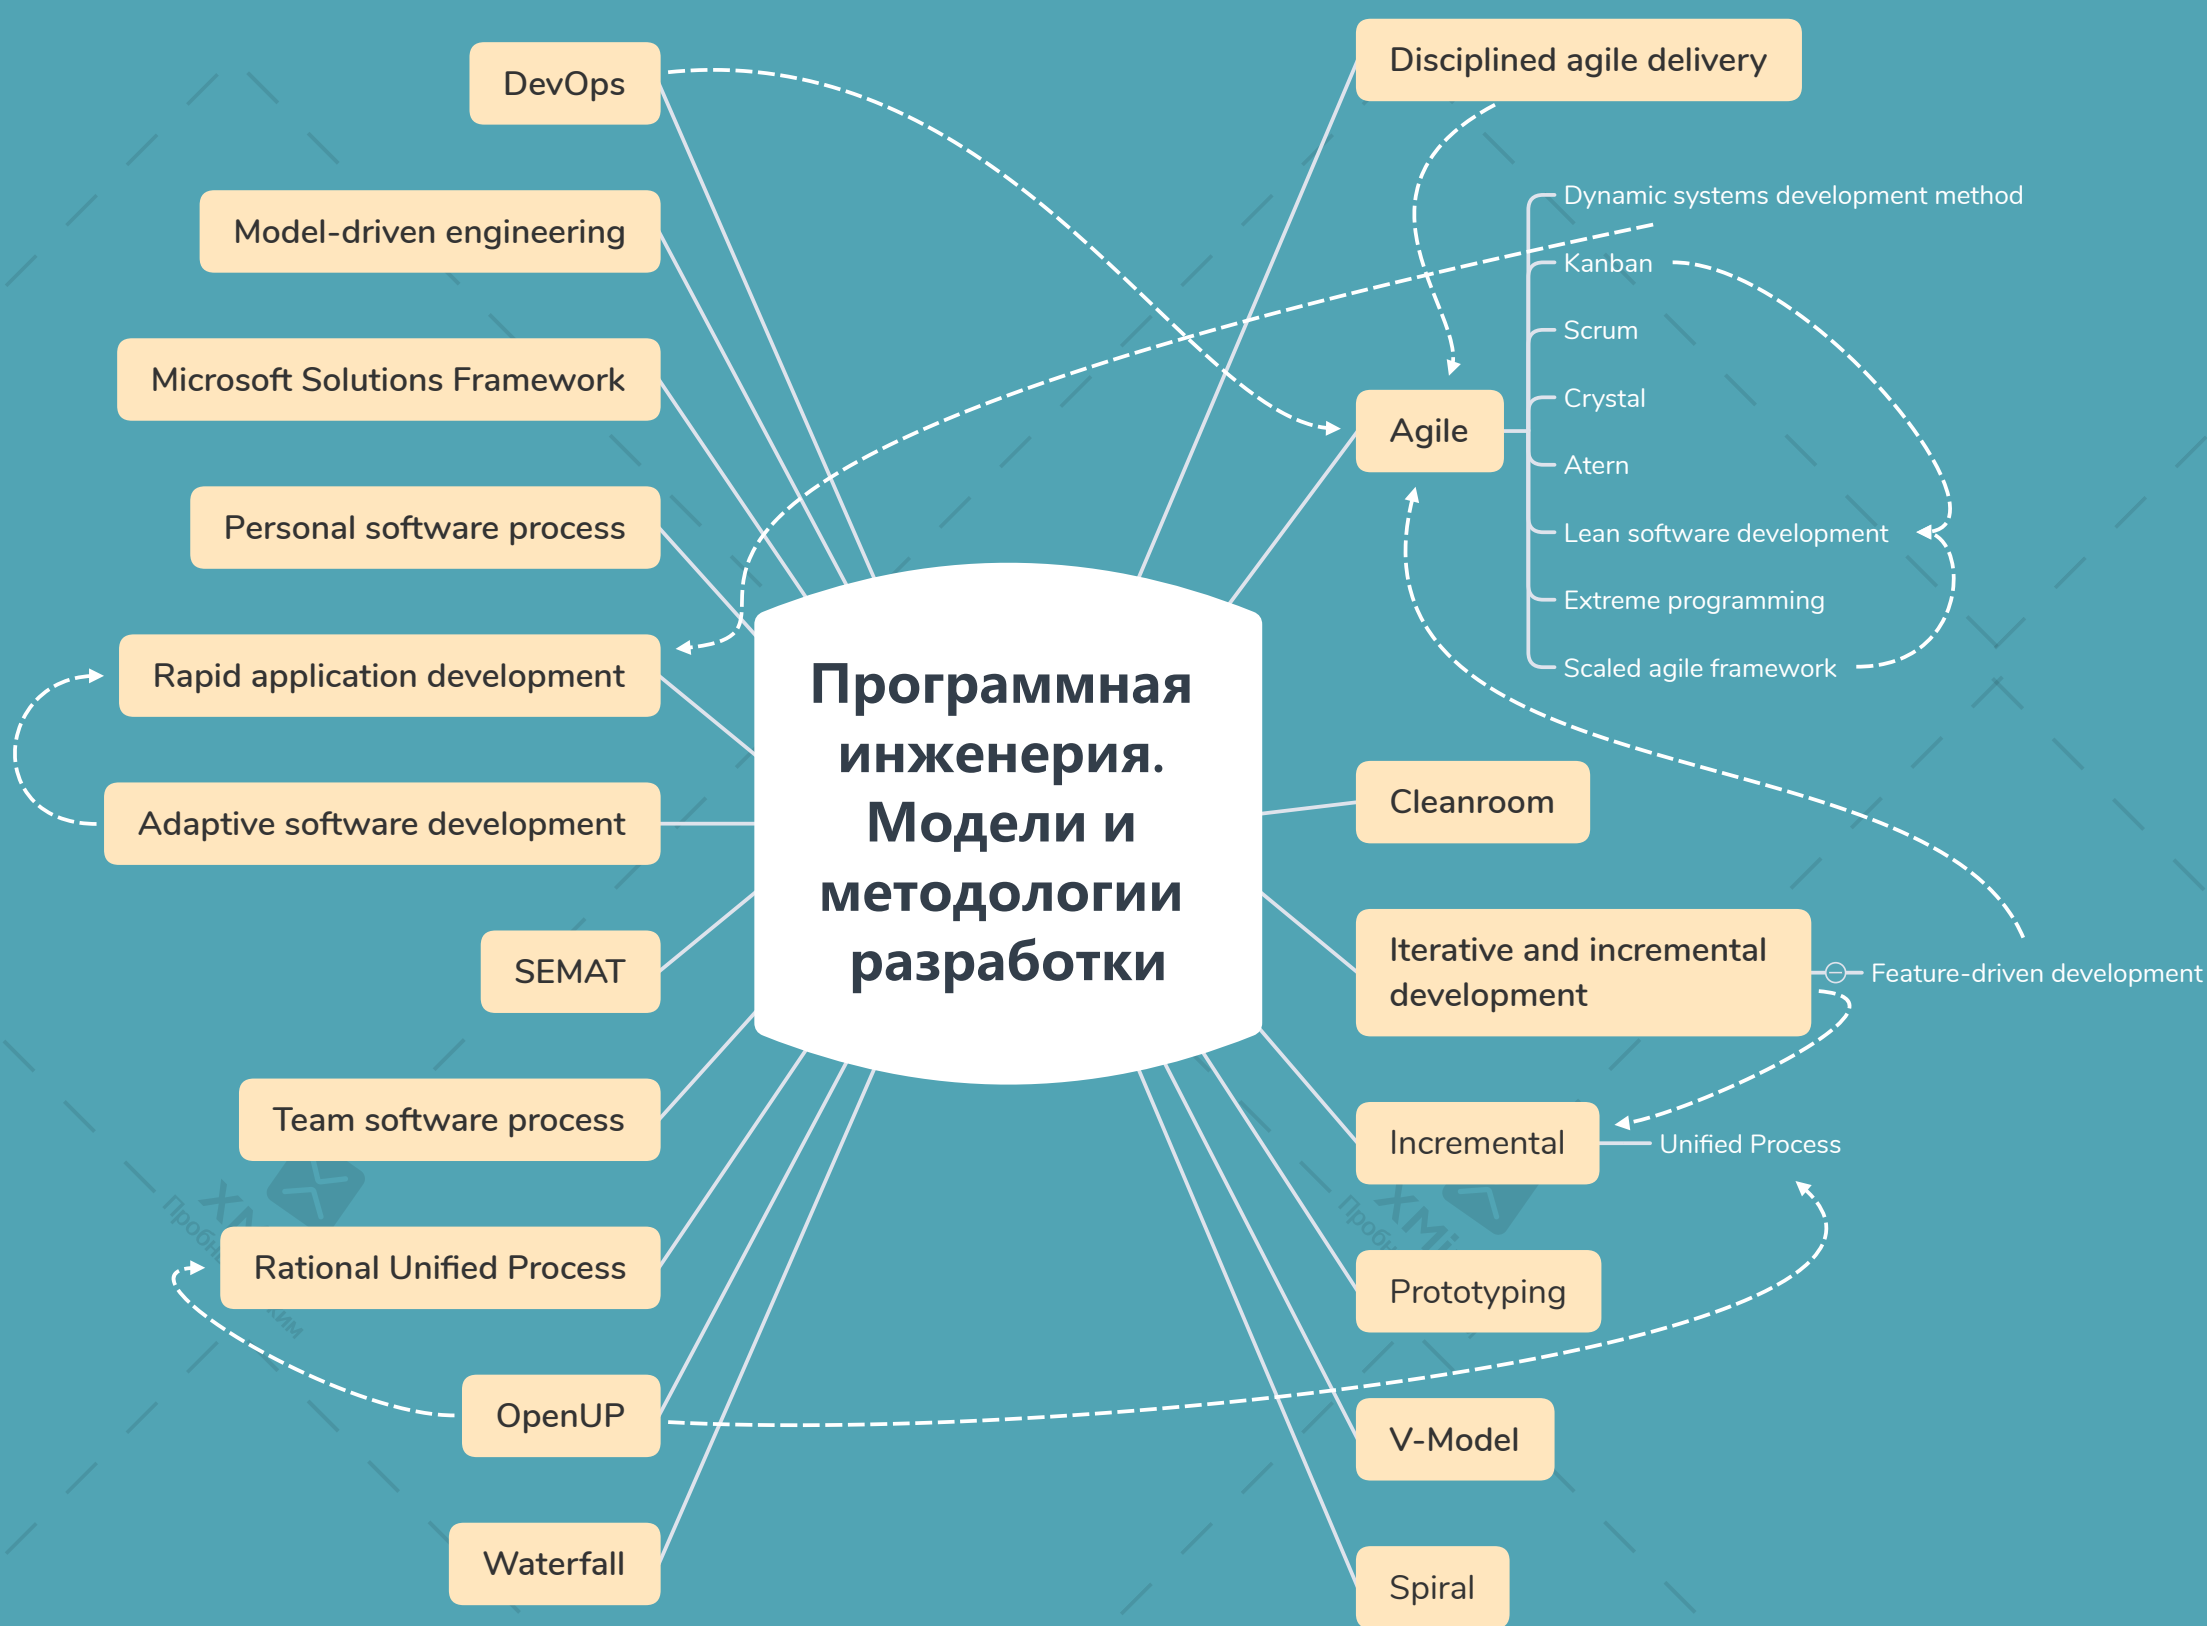 DevOps
Model-driven engineering
Microsoft Solutions Framework
Personal software process
Rapid application development
Adaptive software development
SEMAT
Team software process
Rational Unified Process
OpenUP
Waterfall
Программная
инженерия.
Модели и
методологии
разработки
Disciplined agile delivery
Agile
Dynamic systems development method
Kanban
Scrum
Crystal
Atern
Lean software development
Extreme programming
Scaled agile framework
Cleanroom
Iterative and incremental
development
Feature-driven development
Incremental
Unified Process
Prototyping
V-Model
Spiral